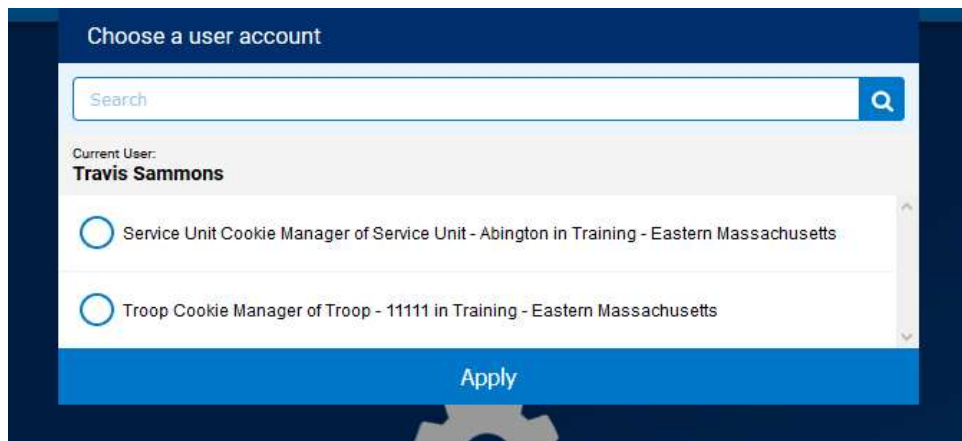 Choose a user account
Search
Current User:
Travis Sammons
Service Unit Cookie Manager of Service Unit - Abington in Training - Eastern Massachusetts
Troop Cookie Manager of Troop - 11111 in Training - Eastern Massachusetts
Apply